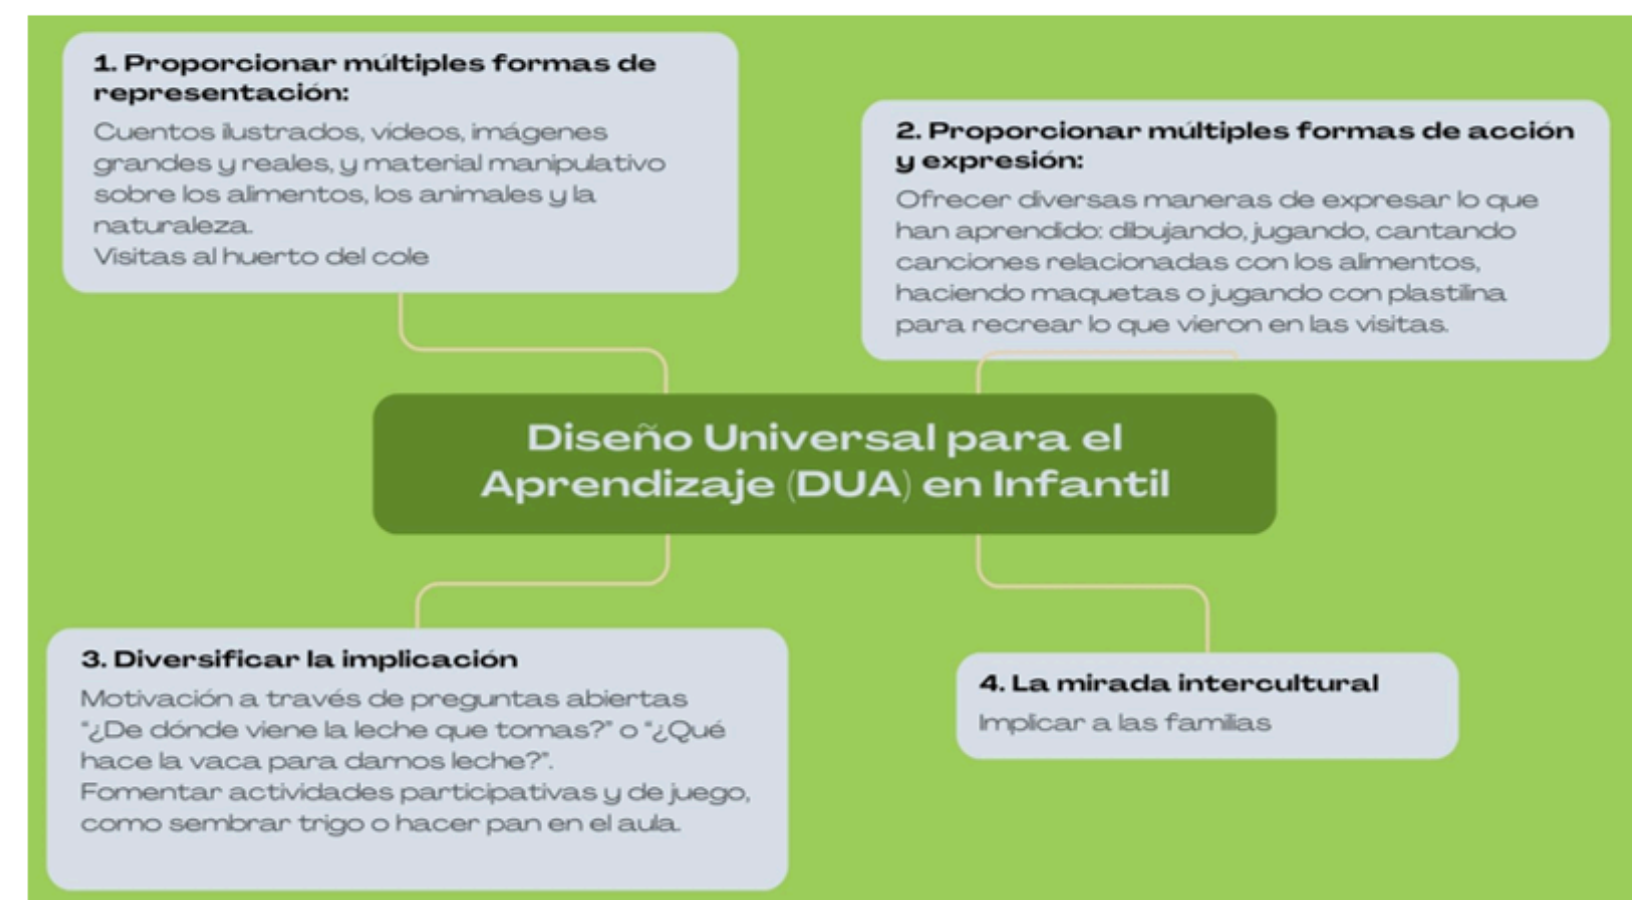 1. Proporcionar múltiples formas de
representación:
Cuentos ilustrados, vídeos, imágenes
grandes y reales, y material manipulativo
sobre los alimentos, los animales y la
naturaleza.
Visitas al huerto del cole
2. Proporcionar múltiples formas de acción
y expresión:
Ofrecer diversas maneras de expresar lo que
han aprendido: dibujando, jugando, cantando
canciones relacionadas con los alimentos,
haciendo maquetas o jugando con plastilina
para recrear lo que vieron en las visitas.
Diseño Universal para el
Aprendizaje (DUA) en Infantil
3. Diversificar la implicación
Motivación a través de preguntas abiertas
“¿De dónde viene la leche que tomas?” o “¿Qué
hace la vaca para darnos leche?”.
Fomentar actividades participativas y de juego,
como sembrar trigo o hacer pan en el aula.
4. La mirada intercultural
Implicar a las familias